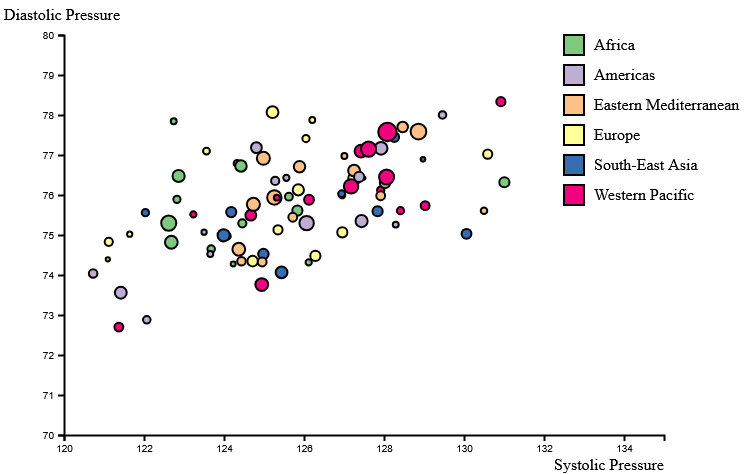 Diastolic Pressure
80
79
78
77
76
75
74
73
72
71
70
120 122 124 126 128 130 132 134
Systolic Pressure
Africa
Americas
Eastern Mediterranean
Europe
South-East Asia
Western Pacific